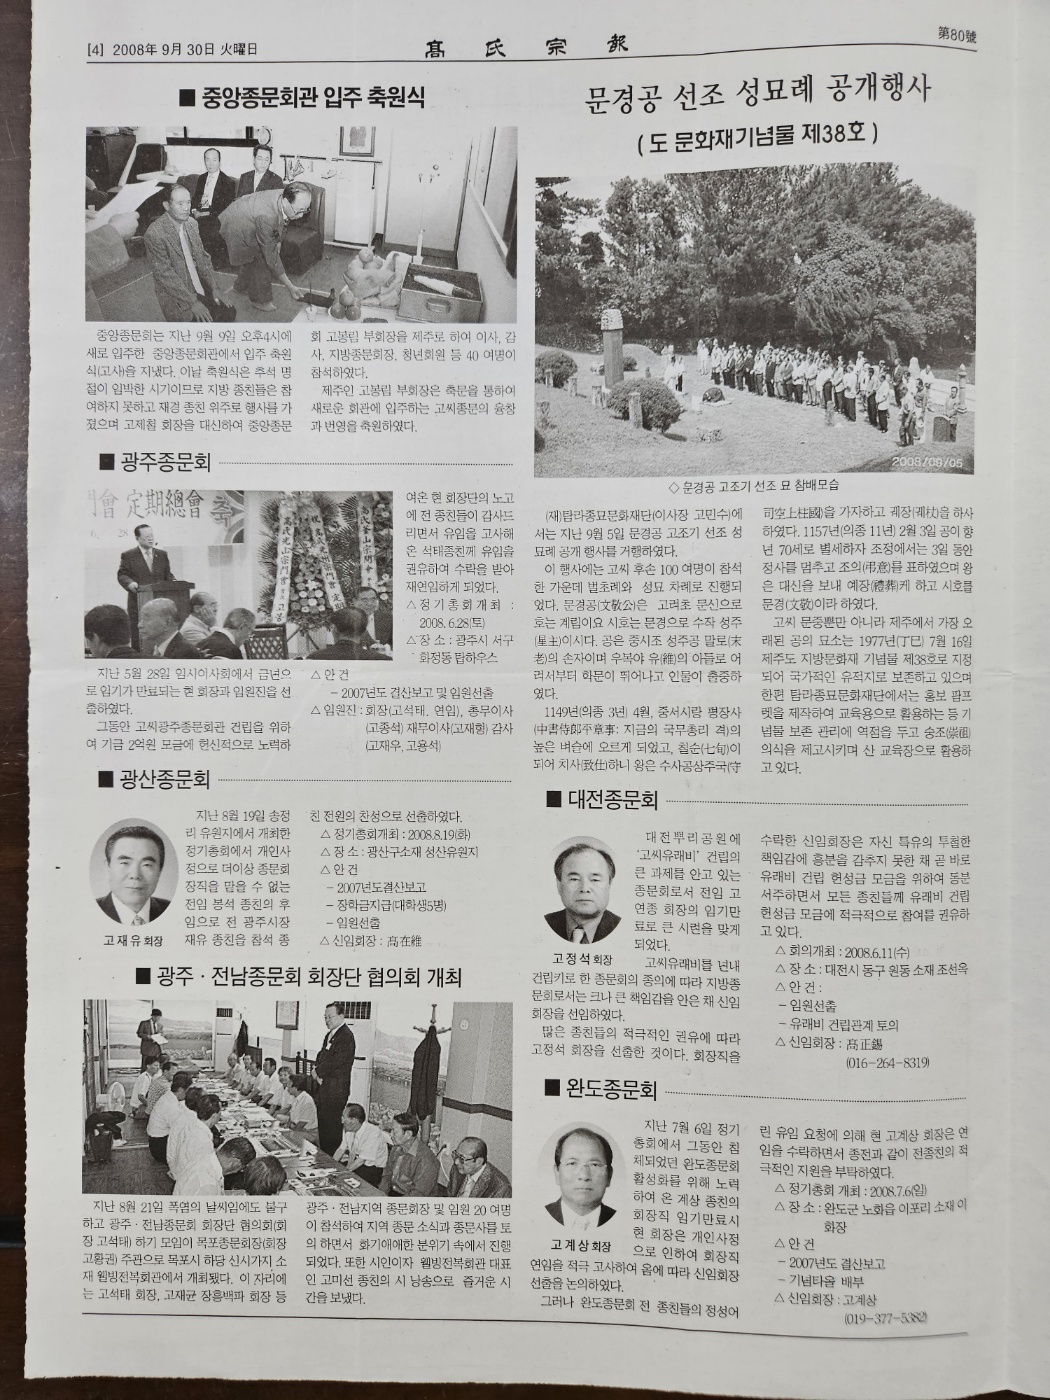 [4] 2008年 9月 30日 火曜日
髙氏宗報
第80號
■ 중앙종문회관 입주 축원식
중앙종문회는 지난 9월 9일 오후4시에
새로 입주한 중앙종문회관에서 입주 축원
식(고사)을 지냈다. 이날 축원식은 추석 명
절이 임박한 시기이므로 지방 종친들은 참
여하지 못하고 재경 종친 위주로 행사를 가
졌으며 고제철 회장을 대신하여 중앙종문
회 고봉림 부회장을 제주로 하여 이사, 감
사, 지방종문회장, 청년회원 등 40 여명이
참석하였다.
제주인 고봉림 부회장은 축문을 통하여
새로운 회관에 입주하는 고씨종문의 융창
과 번영을 축원하였다.
■ 광주종문회
門會 定期總會
6. 28
축
지난 5월 28일 임시이사회에서 금년으
로 임기가 만료되는 현 회장과 임원진을 선
출하였다.
그동안 고씨광주종문회관 건립을 위하
여 기금 2억원 모금에 헌신적으로 노력하
여온 현 회장단의 노고
에 전 종친들이 감사드
리면서 유임을 고사해
온 석태종친께 유임을
권유하여 수락을 받아
재연임하게 되었다.
△정기총회개최 :
2008. 6.28(토)
△장소 : 광주시 서구
화정동 탑하우스
△ 안 건
- 2007년도 결산보고 및 임원선출
△ 임원진 : 회장(고석태, 연임), 총무이사
(고종석) 재무이사(고재항) 감사
(고재우, 고용석)
■ 광산종문회
고 재 유 회장
지난 8월 19일 송정
리 유원지에서 개최한
정기총회에서 개인사
정으로 더이상 종문회
장직을 맡을 수 없는
전임 봉석 종친의 후
임으로 전 광주시장
재유 종친을 참석 종
친 전원의 찬성으로 선출하였다.
△ 정기총회개최 : 2008.8.19(화)
△ 장 소 : 광산구소재 성산유원지
△ 안 건
- 2007년도결산보고
- 장학금지급(대학생5명)
- 임원선출
△ 신임회장 : 髙在維
■ 광주 · 전남종문회 회장단 협의회 개최
지난 8월 21일 폭염의 날씨임에도 불구
하고 광주 · 전남종문회 회장단 협의회(회
장 고석태) 하기 모임이 목포종문회장(회장
고황권) 주관으로 목포시 하당 신시가지 소
재 웰빙전복회관에서 개최됐다. 이 자리에
는 고석태 회장, 고재균 장흥백파 회장 등
광주 · 전남지역 종문회장 및 임원 20 여명
이 참석하여 지역 종문 소식과 종문사를 토
의 하면서 화기애애한 분위기 속에서 진행
되었다. 또한 시인이자 웰빙전복회관 대표
인 고미선 종친의 시 낭송으로 즐거운 시
간을 보냈다.
문경공 선조 성묘례 공개행사
( 도 문화재기념물 제38호 )
2008/09/05
◇ 문경공 고조기 선조 묘 참배모습
(재)탐라종묘문화재단(이사장 고민수)에
서는 지난 9월 5일 문경공 고조기 선조 성
묘례 공개 행사를 거행하였다.
이 행사에는 고씨 후손 100 여명이 참석
한 가운데 벌초례와 성묘 차례로 진행되
었다. 문경공(文敬公)은 고려초 문신으로
호는 계림이요 시호는 문경으로 수작 성주
(星主)이시다. 공은 중시조 성주공 말로(末
老)의 손자이며 우복야 유(維)의 아들로 어
려서부터 학문이 뛰어나고 인물이 출중하
였다.
1149년(의종 3년) 4월, 중서시랑 평장사
(中書侍郞平章事: 지금의 국무총리 격)의
높은 벼슬에 오르게 되었고, 칠순(七旬)이
되어 치사(致仕)하니 왕은 수사공상주국(守
司空上柱國)을 가자하고 궤장(几杖)을 하사
하였다. 1157년(의종 11년) 2월 3일 공이 향
년 70세로 별세하자 조정에서는 3일 동안
정사를 멈추고 조의(弔意)를 표하였으며 왕
은 대신을 보내 예장(禮葬)케 하고 시호를
문경(文敬)이라 하였다.
고씨 문중뿐만 아니라 제주에서 가장 오
래된 공의 묘소는 1977년(丁巳) 7월 16일
제주도 지방문화재 기념물 제38호로 지정
되어 국가적인 유적지로 보존하고 있으며
한편 탐라종묘문화재단에서는 홍보 팜프
렛을 제작하여 교육용으로 활용하는 등 기
념물 보존 관리에 역점을 두고 숭조(崇祖)
의식을 제고시키며 산 교육장으로 활용하
고 있다.
■ 대전종문회
고 정 석 회장
대전뿌리공원에
'고씨유래비' 건립의
큰 과제를 안고 있는
종문회로서 전임 고
연종 회장의 임기만
료로 큰 시련을 맞게
되었다.
고씨유래비를 년내
건립키로 한 종문회의 종의에 따라 지방종
문회로서는 크나 큰 책임감을 안은 채 신임
회장을 선임하였다.
많은 종친들의 적극적인 권유에 따라
고정석 회장을 선출한 것이다. 회장직을
수락한 신임회장은 자신 특유의 투철한
책임감에 흥분을 감추지 못한 채 곧 바로
유래비 건립 헌성금 모금을 위하여 동분
서주하면서 모든 종친들께 유래비 건립
헌성금 모금에 적극적으로 참여를 권유하
고 있다.
△ 회의개최 : 2008.6.11(수)
△ 장 소 : 대전시 동구 원동 소재 조선옥
△ 안 건 :
- 임원선출
- 유래비 건립관계 토의
△ 신임회장 : 髙正錫
(016-264-8319)
■ 완도종문회
고 계 상 회장
지난 7월 6일 정기
총회에서 그동안 침
체되었던 완도종문회
활성화를 위해 노력
하여 온 계상 종친의
회장직 임기만료시
현 회장은 개인사정
으로 인하여 회장직
연임을 적극 고사하여 옴에 따라 신임회장
선출을 논의하였다.
그러나 완도종문회 전 종친들의 정성어
린 유임 요청에 의해 현 고계상 회장은 연
임을 수락하면서 종전과 같이 전종친의 적
극적인 지원을 부탁하였다.
△ 정기총회 개최 : 2008.7.6(일)
△ 장 소 : 완도군 노화읍 이포리 소재 이
화장
△ 안 건
- 2007년도 결산보고
- 기념타올 배부
△ 신임회장 : 고계상
(019-377-5382)